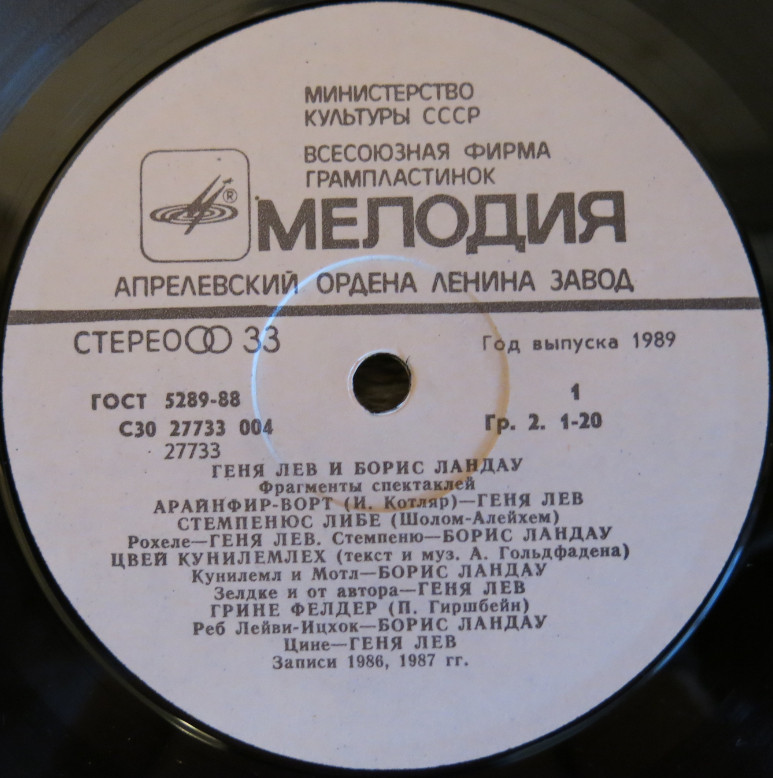 МИНИСТЕРСТВО
КУЛЬТУРЫ СССР
ВСЕСОЮЗНАЯ ФИРМА
ГРАМПЛАСТИНОК
®
МЕЛОДИЯ
АПРЕЛЕВСКИЙ ОРДЕНА ЛЕНИНА ЗАВОД
СТЕРЕО 33
Год выпуска 1989
ГОСТ 5289-88
1
С30 27733 004
Гр. 2. 1-20
27733
ГЕНЯ ЛЕВ И БОРИС ЛАНДАУ
Фрагменты спектаклей
АРАЙНФИР-ВОРТ (И. Котляр)—ГЕНЯ ЛЕВ
СТЕМПЕНЮС ЛИБЕ (Шолом-Алейхем)
Рохеле—ГЕНЯ ЛЕВ. Стемпеню—БОРИС ЛАНДАУ
ЦВЕЙ КУНИЛЕМЛЕХ (текст и муз. А. Гольдфадена)
Кунилемл и Мотл—БОРИС ЛАНДАУ
Зелдке и от автора—ГЕНЯ ЛЕВ
ГРИНЕ ФЕЛДЕР (П. Гиршбейн)
Реб Лейви-Ицхок—БОРИС ЛАНДАУ
Цине—ГЕНЯ ЛЕВ
Записи 1986, 1987 гг.